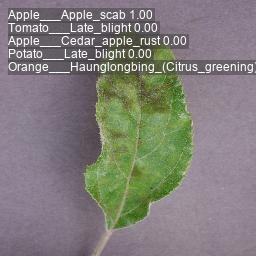 Apple___Apple_scab 1.00
Tomato___Late_blight 0.00
Apple___Cedar_apple_rust 0.00
Potato___Late_blight 0.00
Orange___Haunglongbing_(Citrus_greening)